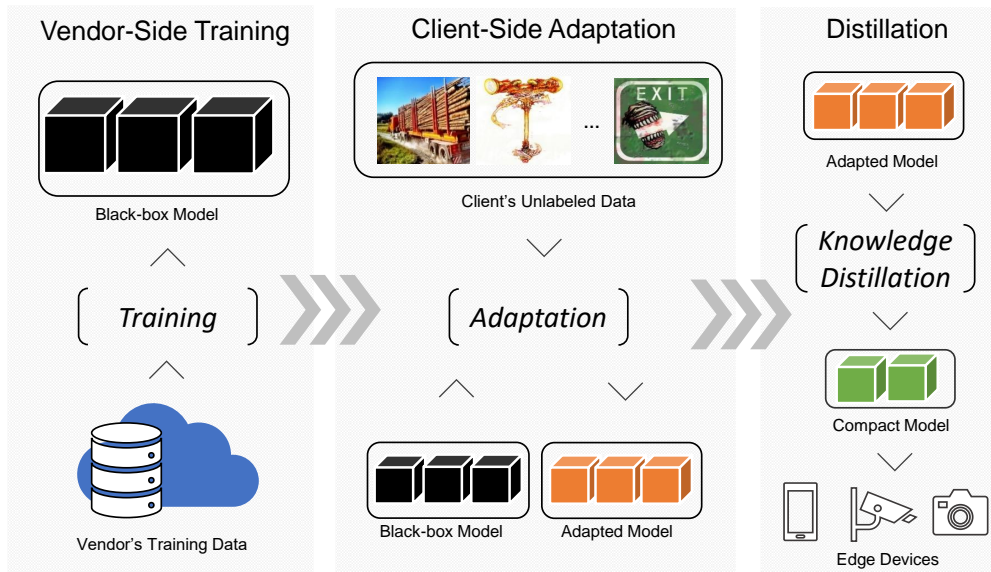 Vendor-Side Training
Black-box Model
Training
Vendor's Training Data
Client-Side Adaptation
...
EXIT
Client's Unlabeled Data
Adaptation
Black-box Model
Adapted Model
Distillation
Adapted Model
Knowledge
Distillation
Compact Model
Edge Devices